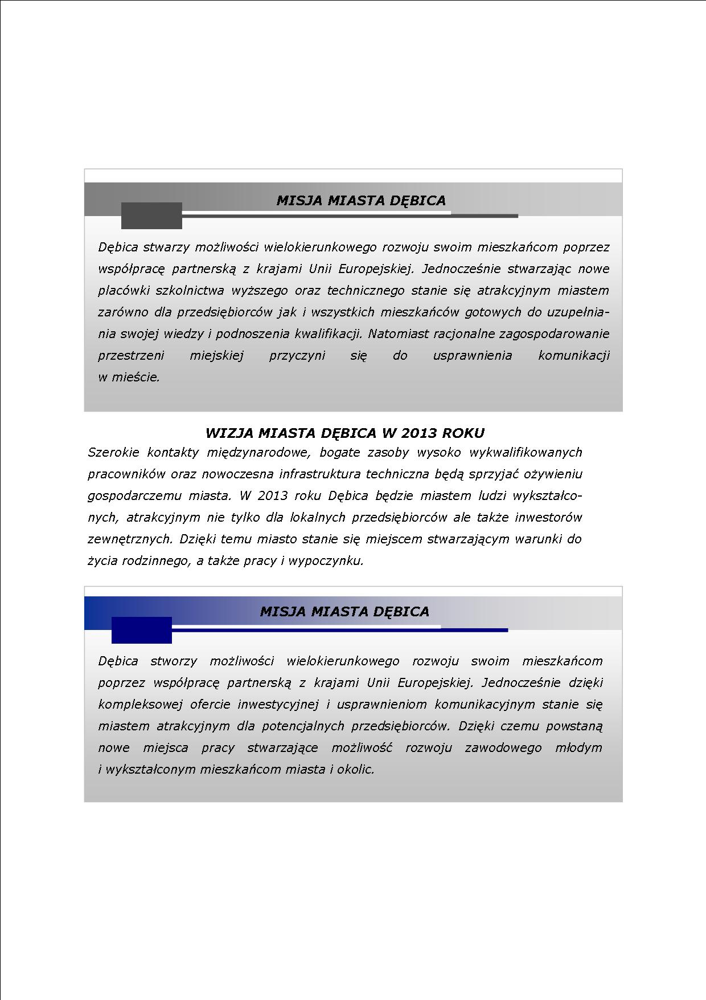 MISJA MIASTA DĘBICA
Dębica stwarzy możliwości wielokierunkowego rozwoju swoim mieszkańcom poprzez
współpracę partnerską z krajami Unii Europejskiej. Jednocześnie stwarzając nowe
placówki szkolnictwa wyższego oraz technicznego stanie się atrakcyjnym miastem
zarówno dla przedsiębiorców jak i wszystkich mieszkańców gotowych do uzupełnia-
nia swojej wiedzy i podnoszenia kwalifikacji. Natomiast racjonalne zagospodarowanie
przestrzeni miejskiej przyczyni się do usprawnienia komunikacji
w mieście.
WIZJA MIASTA DĘBICA W 2013 ROKU
Szerokie kontakty międzynarodowe, bogate zasoby wysoko wykwalifikowanych
pracowników oraz nowoczesna infrastruktura techniczna będą sprzyjać ożywieniu
gospodarczemu miasta. W 2013 roku Dębica będzie miastem ludzi wykształco-
nych, atrakcyjnym nie tylko dla lokalnych przedsiębiorców ale także inwestorów
zewnętrznych. Dzięki temu miasto stanie się miejscem stwarzającym warunki do
życia rodzinnego, a także pracy i wypoczynku.
MISJA MIASTA DĘBICA
Dębica stworzy możliwości wielokierunkowego rozwoju swoim mieszkańcom
poprzez współpracę partnerską z krajami Unii Europejskiej. Jednocześnie dzięki
kompleksowej ofercie inwestycyjnej i usprawnieniom komunikacyjnym stanie się
miastem atrakcyjnym dla potencjalnych przedsiębiorców. Dzięki czemu powstaną
nowe miejsca pracy stwarzające możliwość rozwoju zawodowego młodym
i wykształconym mieszkańcom miasta i okolic.